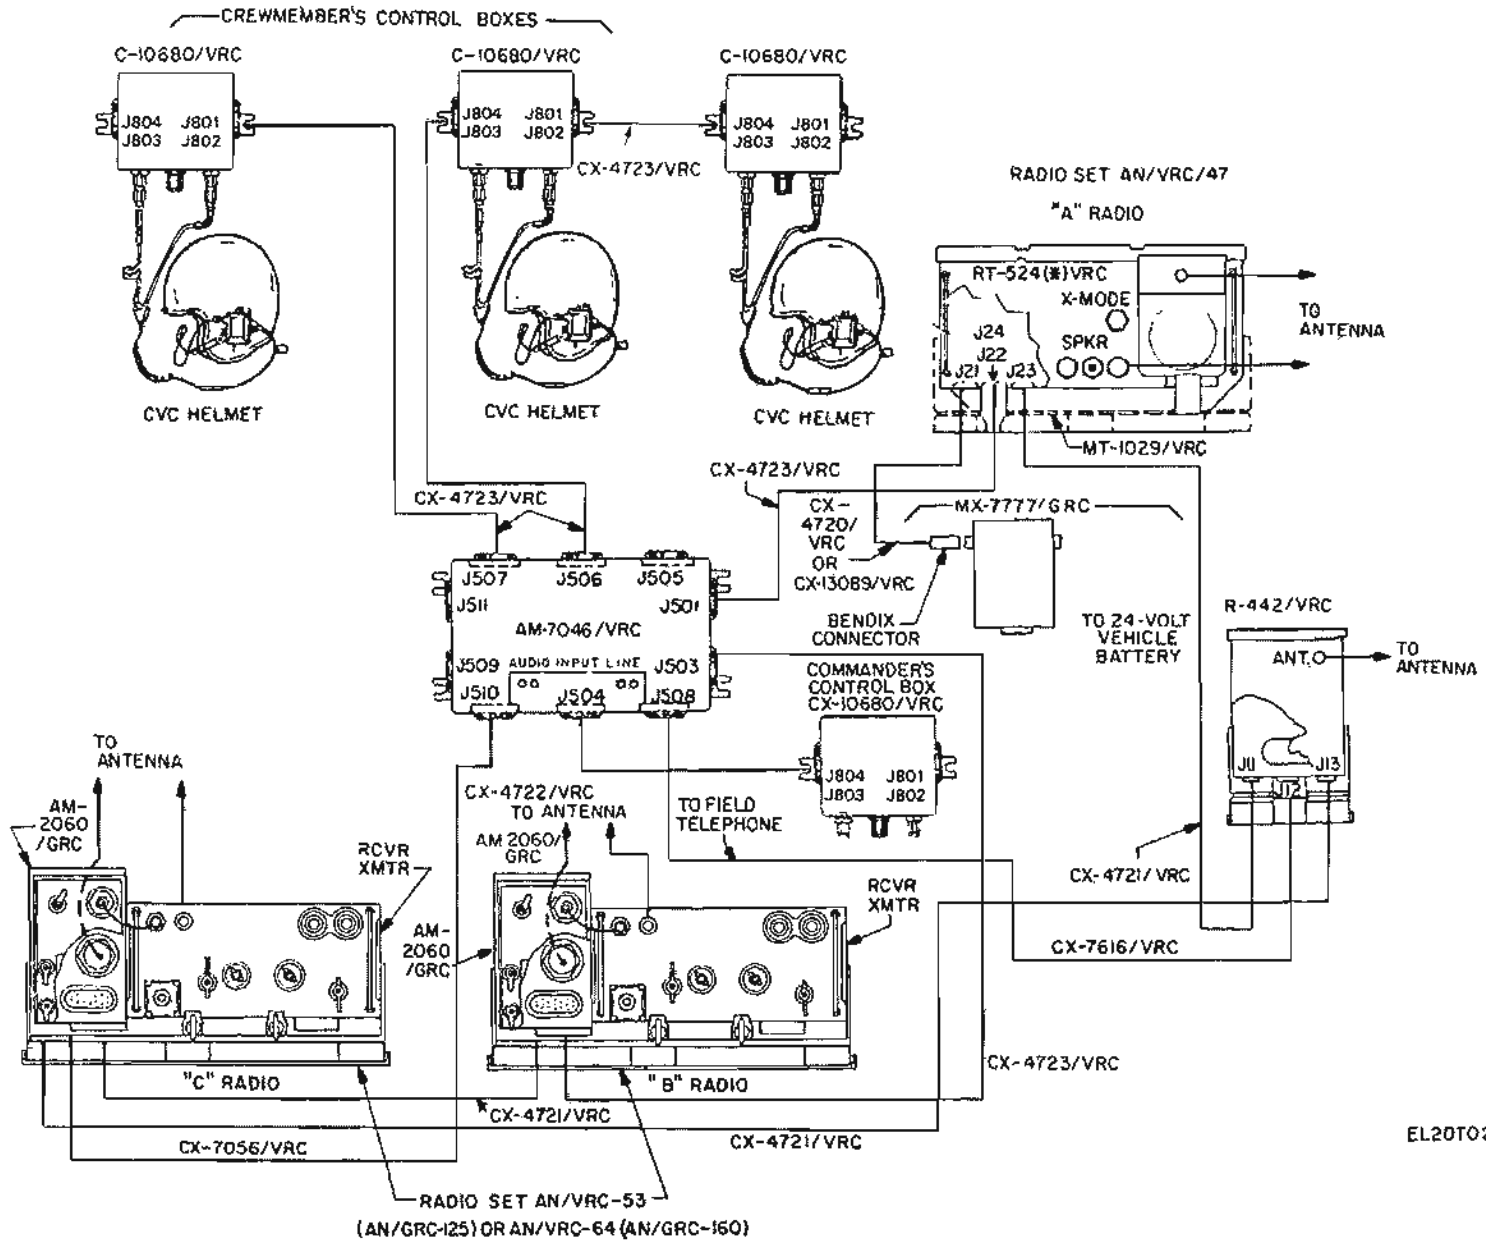 CREWMEMBER'S CONTROL BOXES
C-10680/VRC
C-10680/VRC
C-10680/VRC
J804 J801
J803 J802
J804 J801
J803 J802
J804 J801
J803 J802
CX-4723/VRC
CVC HELMET
CVC HELMET
CVC HELMET
RADIO SET AN/VRC/47
"A" RADIO
RT-524(*)VRC
X-MODE
J24
SPKR
J22
J21
J23
TO
ANTENNA
MT-1029/VRC
CX-4723/VRC
CX-4723/VRC
CX-
4720/
VRC
OR
CX-13089/VRC
MX-7777/GRC
BENDIX
CONNECTOR
TO 24-VOLT
VEHICLE
BATTERY
J507 J506 J505
J511 J501
AM-7046/VRC
J509 AUDIO INPUT LINE J503
J510 J504 J508
R-442/VRC
ANT.
TO
ANTENNA
J11 J13
J12
COMMANDER'S
CONTROL BOX
CX-10680/VRC
J804 J801
J803 J802
TO
ANTENNA
AM-
2060
/GRC
RCVR
XMTR
CX-4722/VRC
TO ANTENNA
AM 2060/
GRC
TO FIELD
TELEPHONE
RCVR
XMTR
AM-
2060
/GRC
CX-4721/VRC
CX-7616/VRC
CX-4723/VRC
"C" RADIO
"B" RADIO
CX-4721/VRC
CX-4721/VRC
CX-7056/VRC
EL20TO2
RADIO SET AN/VRC-53
(AN/GRC-125) OR AN/VRC-64 (AN/GRC-160)